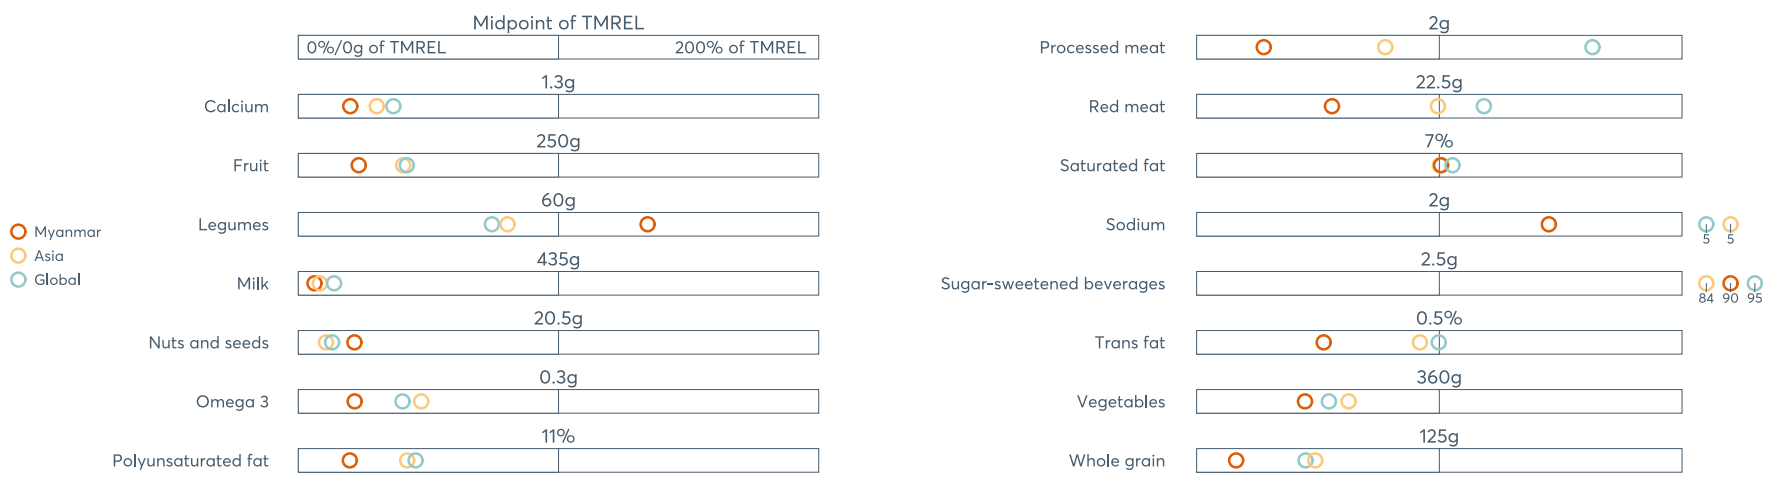 Midpoint of TMREL
0%/0g of TMREL 200% of TMREL
1.3g
Calcium
250g
Fruit
60g
Legumes
435g
Milk
20.5g
Nuts and seeds
0.3g
Omega 3
11%
Polyunsaturated fat
Myanmar
Asia
Global
2g
Processed meat
22.5g
Red meat
7%
Saturated fat
2g
Sodium
5 5
2.5g
Sugar-sweetened beverages
84 90 95
0.5%
Trans fat
360g
Vegetables
125g
Whole grain